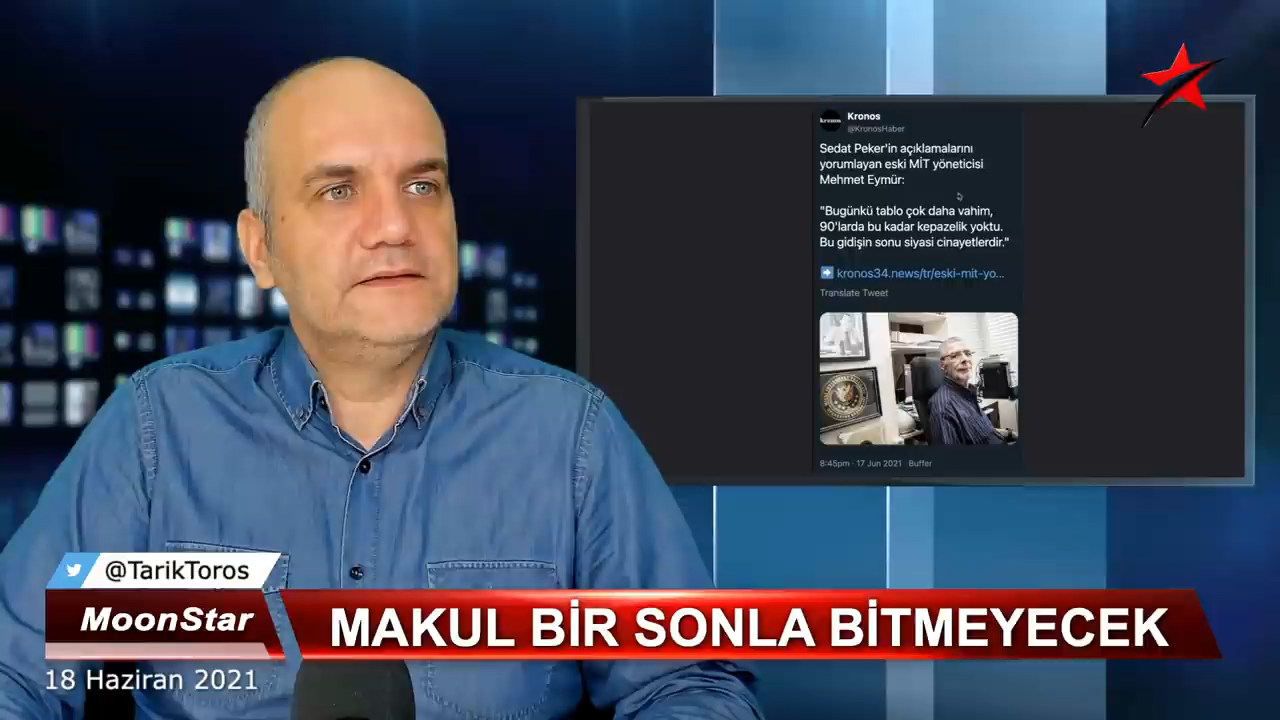 kronos
Kronos
@KronosHaber
Sedat Peker'in açıklamalarını
yorumlayan eski MİT yöneticisi
Mehmet Eymür:
"Bugünkü tablo çok daha vahim,
90'larda bu kadar kepazelik yoktu.
Bu gidişin sonu siyasi cinayetlerdir."
kronos34.news/tr/eski-mit-yo...
Translate Tweet
8:45pm · 17 Jun 2021 · Buffer
@TarikToros
MoonStar
MAKUL BİR SONLA BİTMEYECEK
18 Haziran 2021